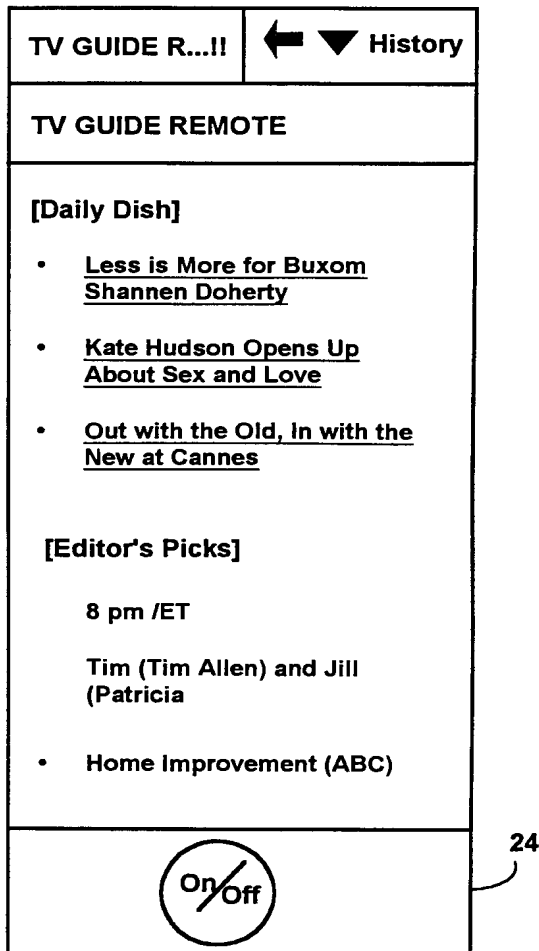 TV GUIDE R...!! History
TV GUIDE REMOTE
[Daily Dish]
• Less is More for Buxom
Shannen Doherty
• Kate Hudson Opens Up
About Sex and Love
• Out with the Old, In with the
New at Cannes
[Editor's Picks]
8 pm /ET
Tim (Tim Allen) and Jill
(Patricia
• Home Improvement (ABC)
24
On/Off